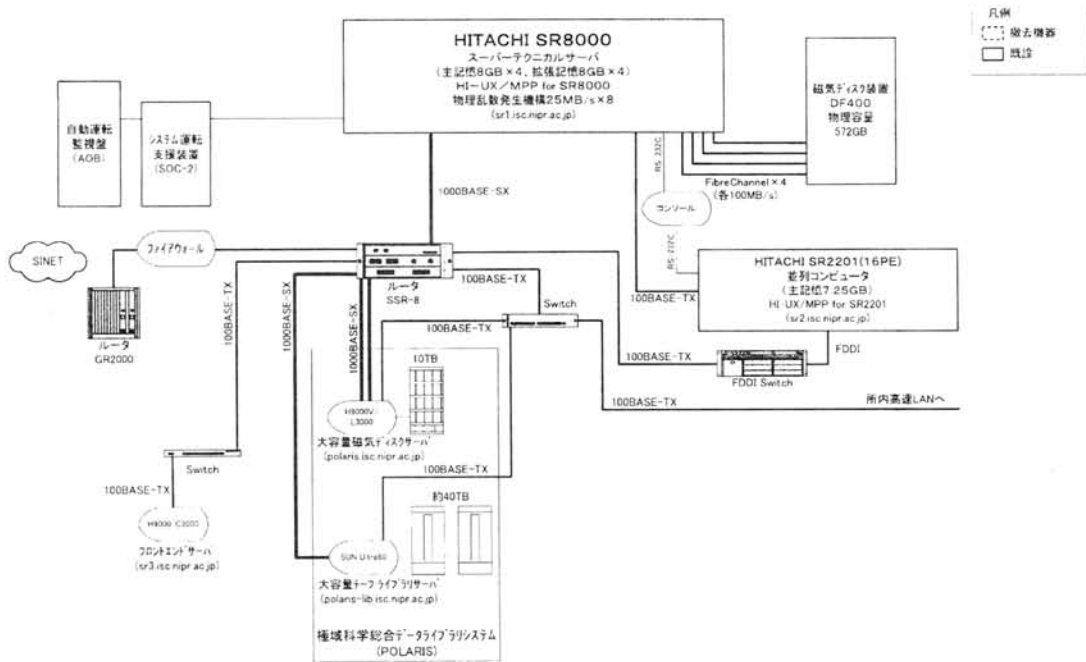 凡例
撤去機器
既設
HITACHI SR8000
スーパーテクニカルサーバ
(主記憶8GB×4、拡張記憶8GB×4)
HI-UX/MPP for SR8000
物理乱数発生機構25MB/s×8
(sr1.isc.nipr.ac.jp)
磁気ディスク装置
DF400
物理容量
572GB
自動運転
監視盤
(AOB)
システム運転
支援装置
(SOC-2)
1000BASE-SX
RS-232C
FibreChannel×4
(各100MB/s)
コンソール
RS-232C
SINET
ファイアウォール
ルータ
GR2000
ルータ
SSR-8
100BASE-TX
1000BASE-SX
1000BASE-SX
100BASE-TX
Switch
100BASE-TX
100BASE-TX
HITACHI SR2201(16PE)
並列コンピュータ
(主記憶7.25GB)
HI-UX/MPP for SR2201
(sr2.isc.nipr.ac.jp)
FDDI
100BASE-TX
FDDI Switch
100BASE-TX
所内高速LANへ
10TB
H9000V/
L3000
大容量磁気ディスクサーバ
(polaris.isc.nipr.ac.jp)
100BASE-TX
Switch
100BASE-TX
フロントエンドサーバ
(sr3.isc.nipr.ac.jp)
約40TB
大容量テープライブラリサーバ
(polaris-lib.isc.nipr.ac.jp)
極域科学総合データライブラリシステム
(POLARIS)